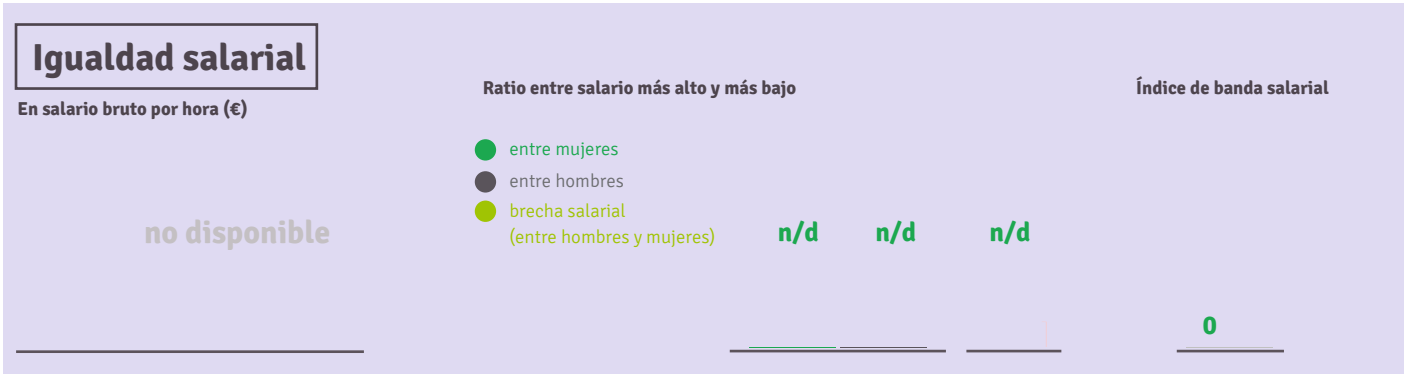 Igualdad salarial
En salario bruto por hora (€)
no disponible
Ratio entre salario más alto y más bajo
entre mujeres
entre hombres
brecha salarial
(entre hombres y mujeres)
n/d n/d n/d
Índice de banda salarial
0